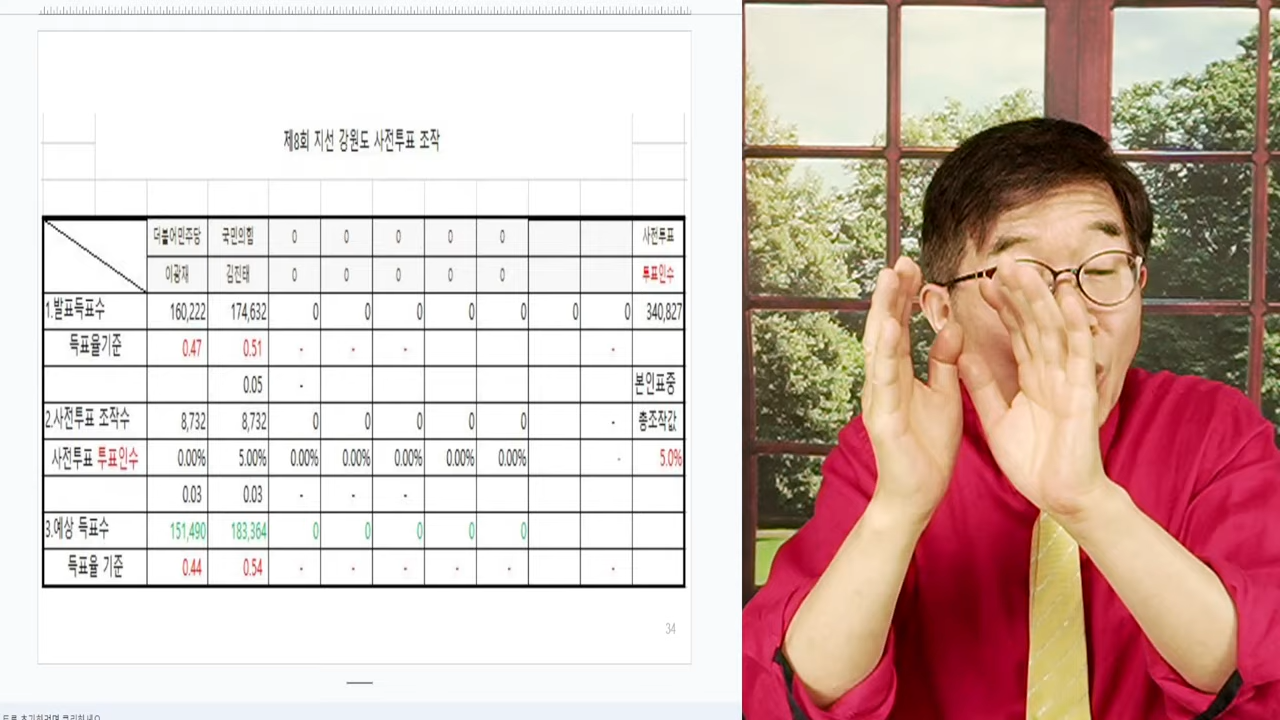 제8회 지선 강원도 사전투표 조작
더불어민주당 국민의힘 0 0 0 0 0 사전투표
이광재 김진태 0 0 0 0 0 투표인수
1.발표득표수 160,222 174,632 0 0 0 0 0 0 0 340,827
득표율기준 0.47 0.51 - - - -
0.05 - 본인표중
2.사전투표 조작수 8,732 8,732 0 0 0 0 0 - 총조작값
사전투표 투표인수 0.00% 5.00% 0.00% 0.00% 0.00% 0.00% 0.00% - 5.0%
0.03 0.03 - - -
3.예상 득표수 151,490 183,364 0 0 0 0 0
득표율 기준 0.44 0.54 - - - - - -
34